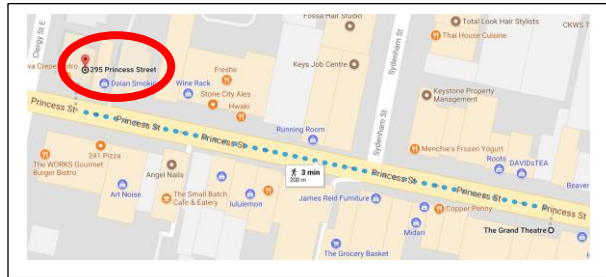 Clergy St E
Fossa Hair Studio
Sydenham St
Total Look Hair Stylists
CKWS T
Thai House Cuisine
Freshii
Keys Job Centre
va Crepe Bistro
295 Princess Street
Dolan Smokin
Wine Rack
Stone City Ales
Hwaki
Keystone Property
Management
Princess St
Princess St
Running Room
Sydenham St
Menchie's Frozen Yogurt
241 Pizza
Princess St
Roots
DAVIDsTEA
The WORKS Gourmet
Burger Bistro
Angel Nails
3 min
200 m
Princess St
Beaver
Art Noise
The Small Batch
Cafe & Eatery
lululemon
James Reid Furniture
Princess St
Copper Penny
Princess St
Midari
The Grand Theatre
The Grocery Basket